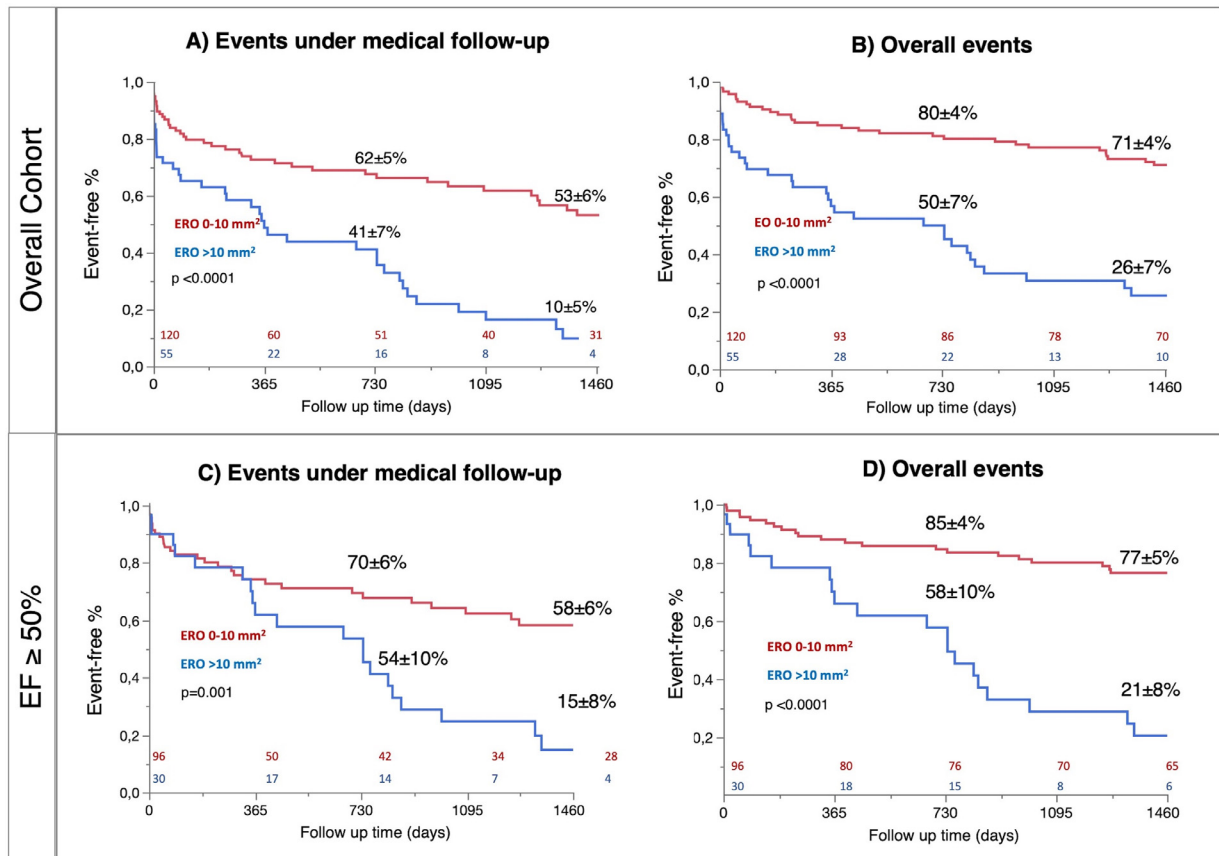 Overall Cohort
A) Events under medical follow-up
Event-free %
1,0
0,8
0,6
0,4
0,2
0,0
62±5%
53±6%
41±7%
10±5%
ERO 0-10 mm²
ERO >10 mm²
p <0.0001
120 60 51 40 31
55 22 16 8 4
0 365 730 1095 1460
Follow up time (days)
B) Overall events
Event-free %
1,0
0,8
0,6
0,4
0,2
0,0
80±4%
71±4%
50±7%
26±7%
EO 0-10 mm²
ERO >10 mm²
p <0.0001
120 93 86 78 70
55 28 22 13 10
0 365 730 1095 1460
Follow up time (days)
EF ≥ 50%
C) Events under medical follow-up
Event-free %
1,0
0,8
0,6
0,4
0,2
0,0
70±6%
58±6%
54±10%
15±8%
ERO 0-10 mm²
ERO >10 mm²
p=0.001
96 50 42 34 28
30 17 14 7 4
0 365 730 1095 1460
Follow up time (days)
D) Overall events
Event-free %
1,0
0,8
0,6
0,4
0,2
85±4%
77±5%
58±10%
21±8%
ERO 0-10 mm²
ERO >10 mm²
p <0.0001
96 80 76 70 65
30 18 15 8 6
0 365 730 1095 1460
Follow up time (days)